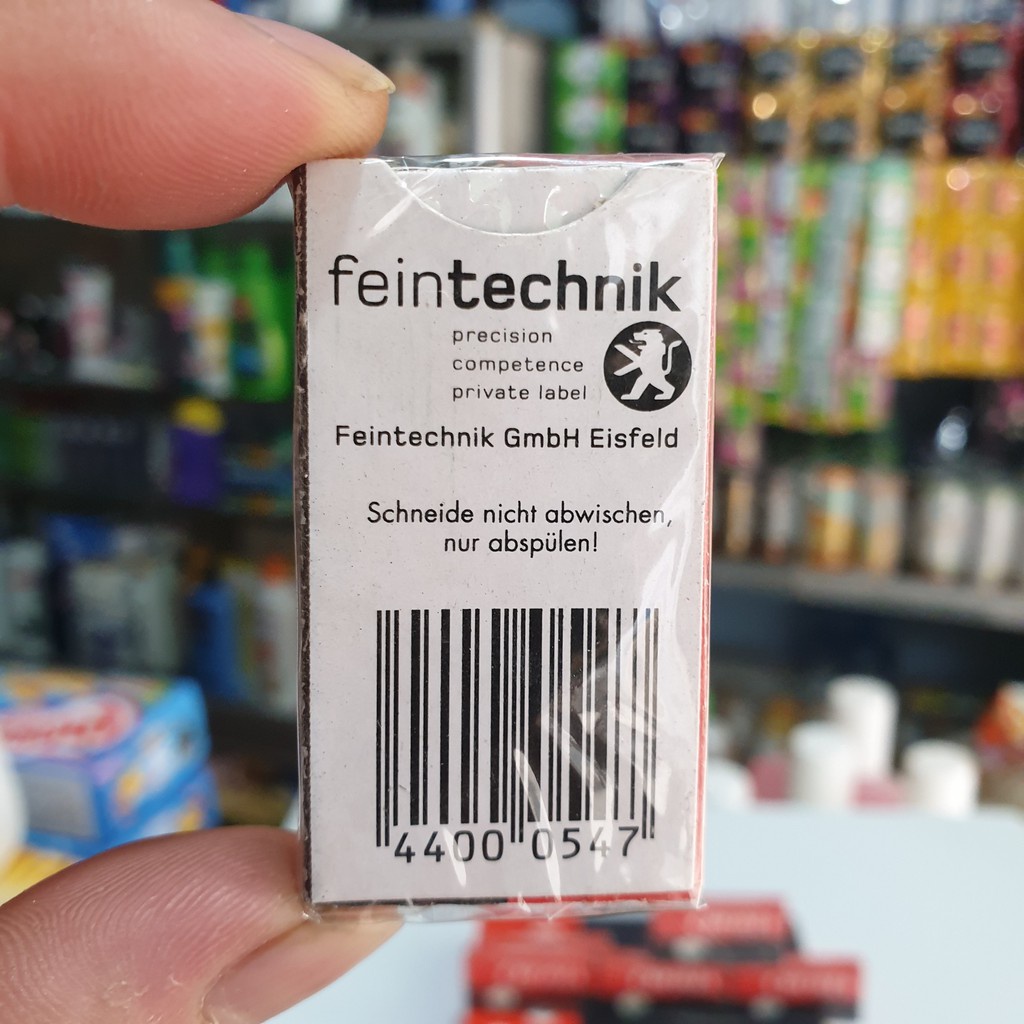 feintechnik
precision
competence
private label
Feintechnik GmbH Eisfeld
Schneide nicht abwischen,
nur abspülen!
4400 0547